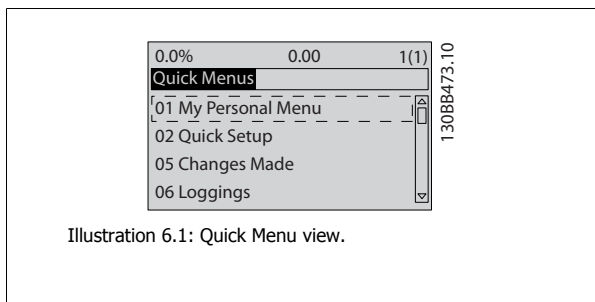 0.0% 0.00 1(1)
Quick Menus
01 My Personal Menu
02 Quick Setup
05 Changes Made
06 Loggings
130BB473.10
Illustration 6.1: Quick Menu view.